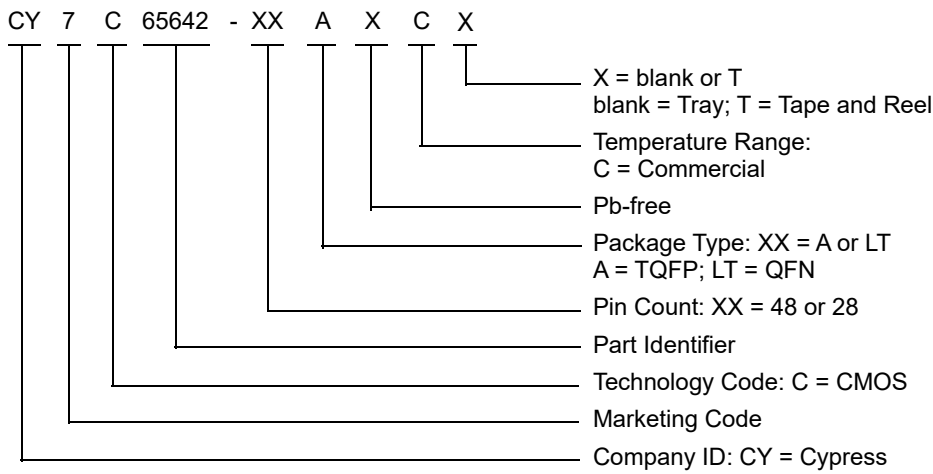 CY 7 C 65642 - XX A X C X
X = blank or T
blank = Tray; T = Tape and Reel
Temperature Range:
C = Commercial
Pb-free
Package Type: XX = A or LT
A = TQFP; LT = QFN
Pin Count: XX = 48 or 28
Part Identifier
Technology Code: C = CMOS
Marketing Code
Company ID: CY = Cypress